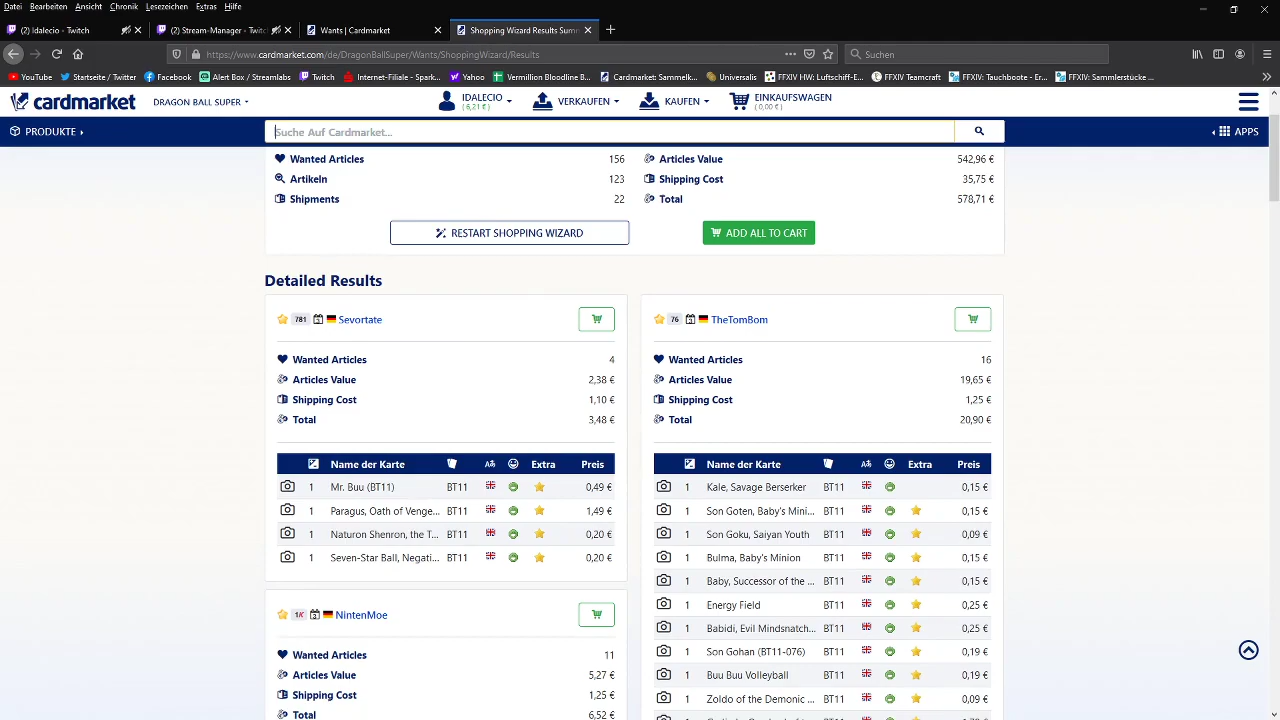 Datei Bearbeiten Ansicht Chronik Lesezeichen Extras Hilfe
(2) Idalecio - Twitch
(2) Stream-Manager - Twitch
Wants | Cardmarket
Shopping Wizard Results Summ
https://www.cardmarket.com/de/DragonBallSuper/Wants/ShoppingWizard/Results
Suchen
YouTube Startseite / Twitter Facebook Alert Box / Streamlabs Twitch Internet-Filiale - Spark... Yahoo Vermillion Bloodline B... Cardmarket: Sammelk... Universalis FFXIV HW: Luftschiff-E... FFXIV Teamcraft FFXIV: Tauchboote - Er... FFXIV: Sammlerstücke ...
cardmarket
DRAGON BALL SUPER
IDALECIO
( 6,21 € )
VERKAUFEN
KAUFEN
EINKAUFSWAGEN
( 0,00 € )
PRODUKTE
Suche Auf Cardmarket...
APPS
Wanted Articles 156
Artikeln 123
Shipments 22
Articles Value 542,96 €
Shipping Cost 35,75 €
Total 578,71 €
RESTART SHOPPING WIZARD
ADD ALL TO CART
Detailed Results
781 Sevortate
Wanted Articles 4
Articles Value 2,38 €
Shipping Cost 1,10 €
Total 3,48 €
Name der Karte Extra Preis
1 Mr. Buu (BT11) BT11 0,49 €
1 Paragus, Oath of Venge... BT11 1,49 €
1 Naturon Shenron, the T... BT11 0,20 €
1 Seven-Star Ball, Negati... BT11 0,20 €
1K NintenMoe
Wanted Articles 11
Articles Value 5,27 €
Shipping Cost 1,25 €
Total 6,52 €
76 TheTomBom
Wanted Articles 16
Articles Value 19,65 €
Shipping Cost 1,25 €
Total 20,90 €
Name der Karte Extra Preis
1 Kale, Savage Berserker BT11 0,15 €
1 Son Goten, Baby's Mini... BT11 0,15 €
1 Son Goku, Saiyan Youth BT11 0,09 €
1 Bulma, Baby's Minion BT11 0,15 €
1 Baby, Successor of the ... BT11 0,15 €
1 Energy Field BT11 0,25 €
1 Babidi, Evil Mindsnatch... BT11 0,25 €
1 Son Gohan (BT11-076) BT11 0,19 €
1 Buu Buu Volleyball BT11 0,19 €
1 Zoldo of the Demonic ... BT11 0,09 €